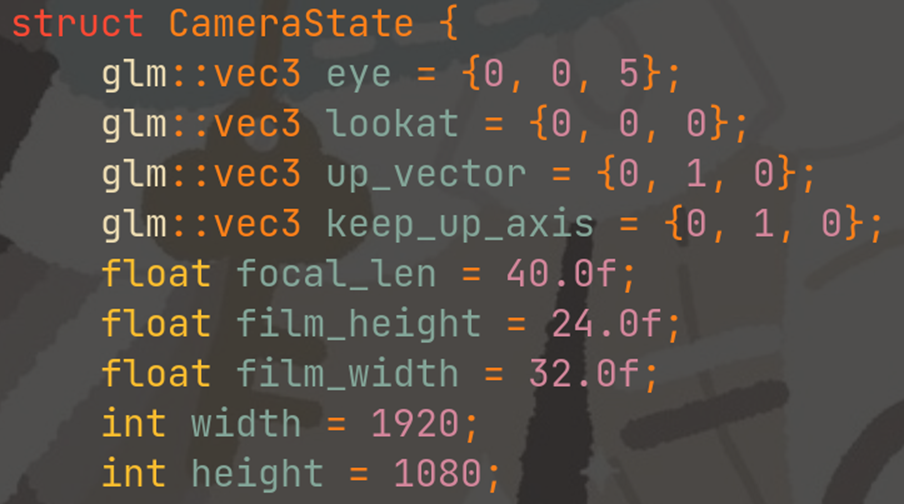 struct CameraState {
    glm::vec3 eye = {0, 0, 5};
    glm::vec3 lookat = {0, 0, 0};
    glm::vec3 up_vector = {0, 1, 0};
    glm::vec3 keep_up_axis = {0, 1, 0};
    float focal_len = 40.0f;
    float film_height = 24.0f;
    float film_width = 32.0f;
    int width = 1920;
    int height = 1080;